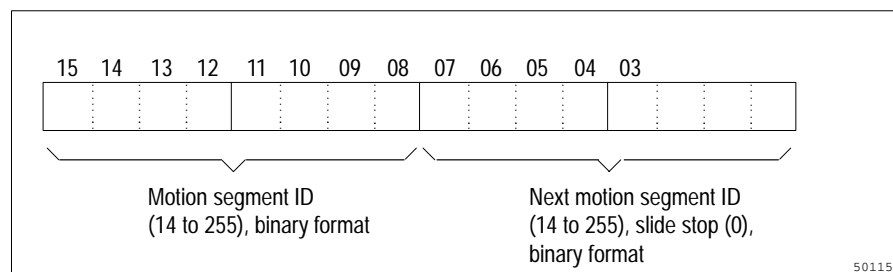 15 14 13 12 11 10 09 08 07 06 05 04 03
Motion segment ID
(14 to 255), binary format
Next motion segment ID
(14 to 255), slide stop (0),
binary format
50115